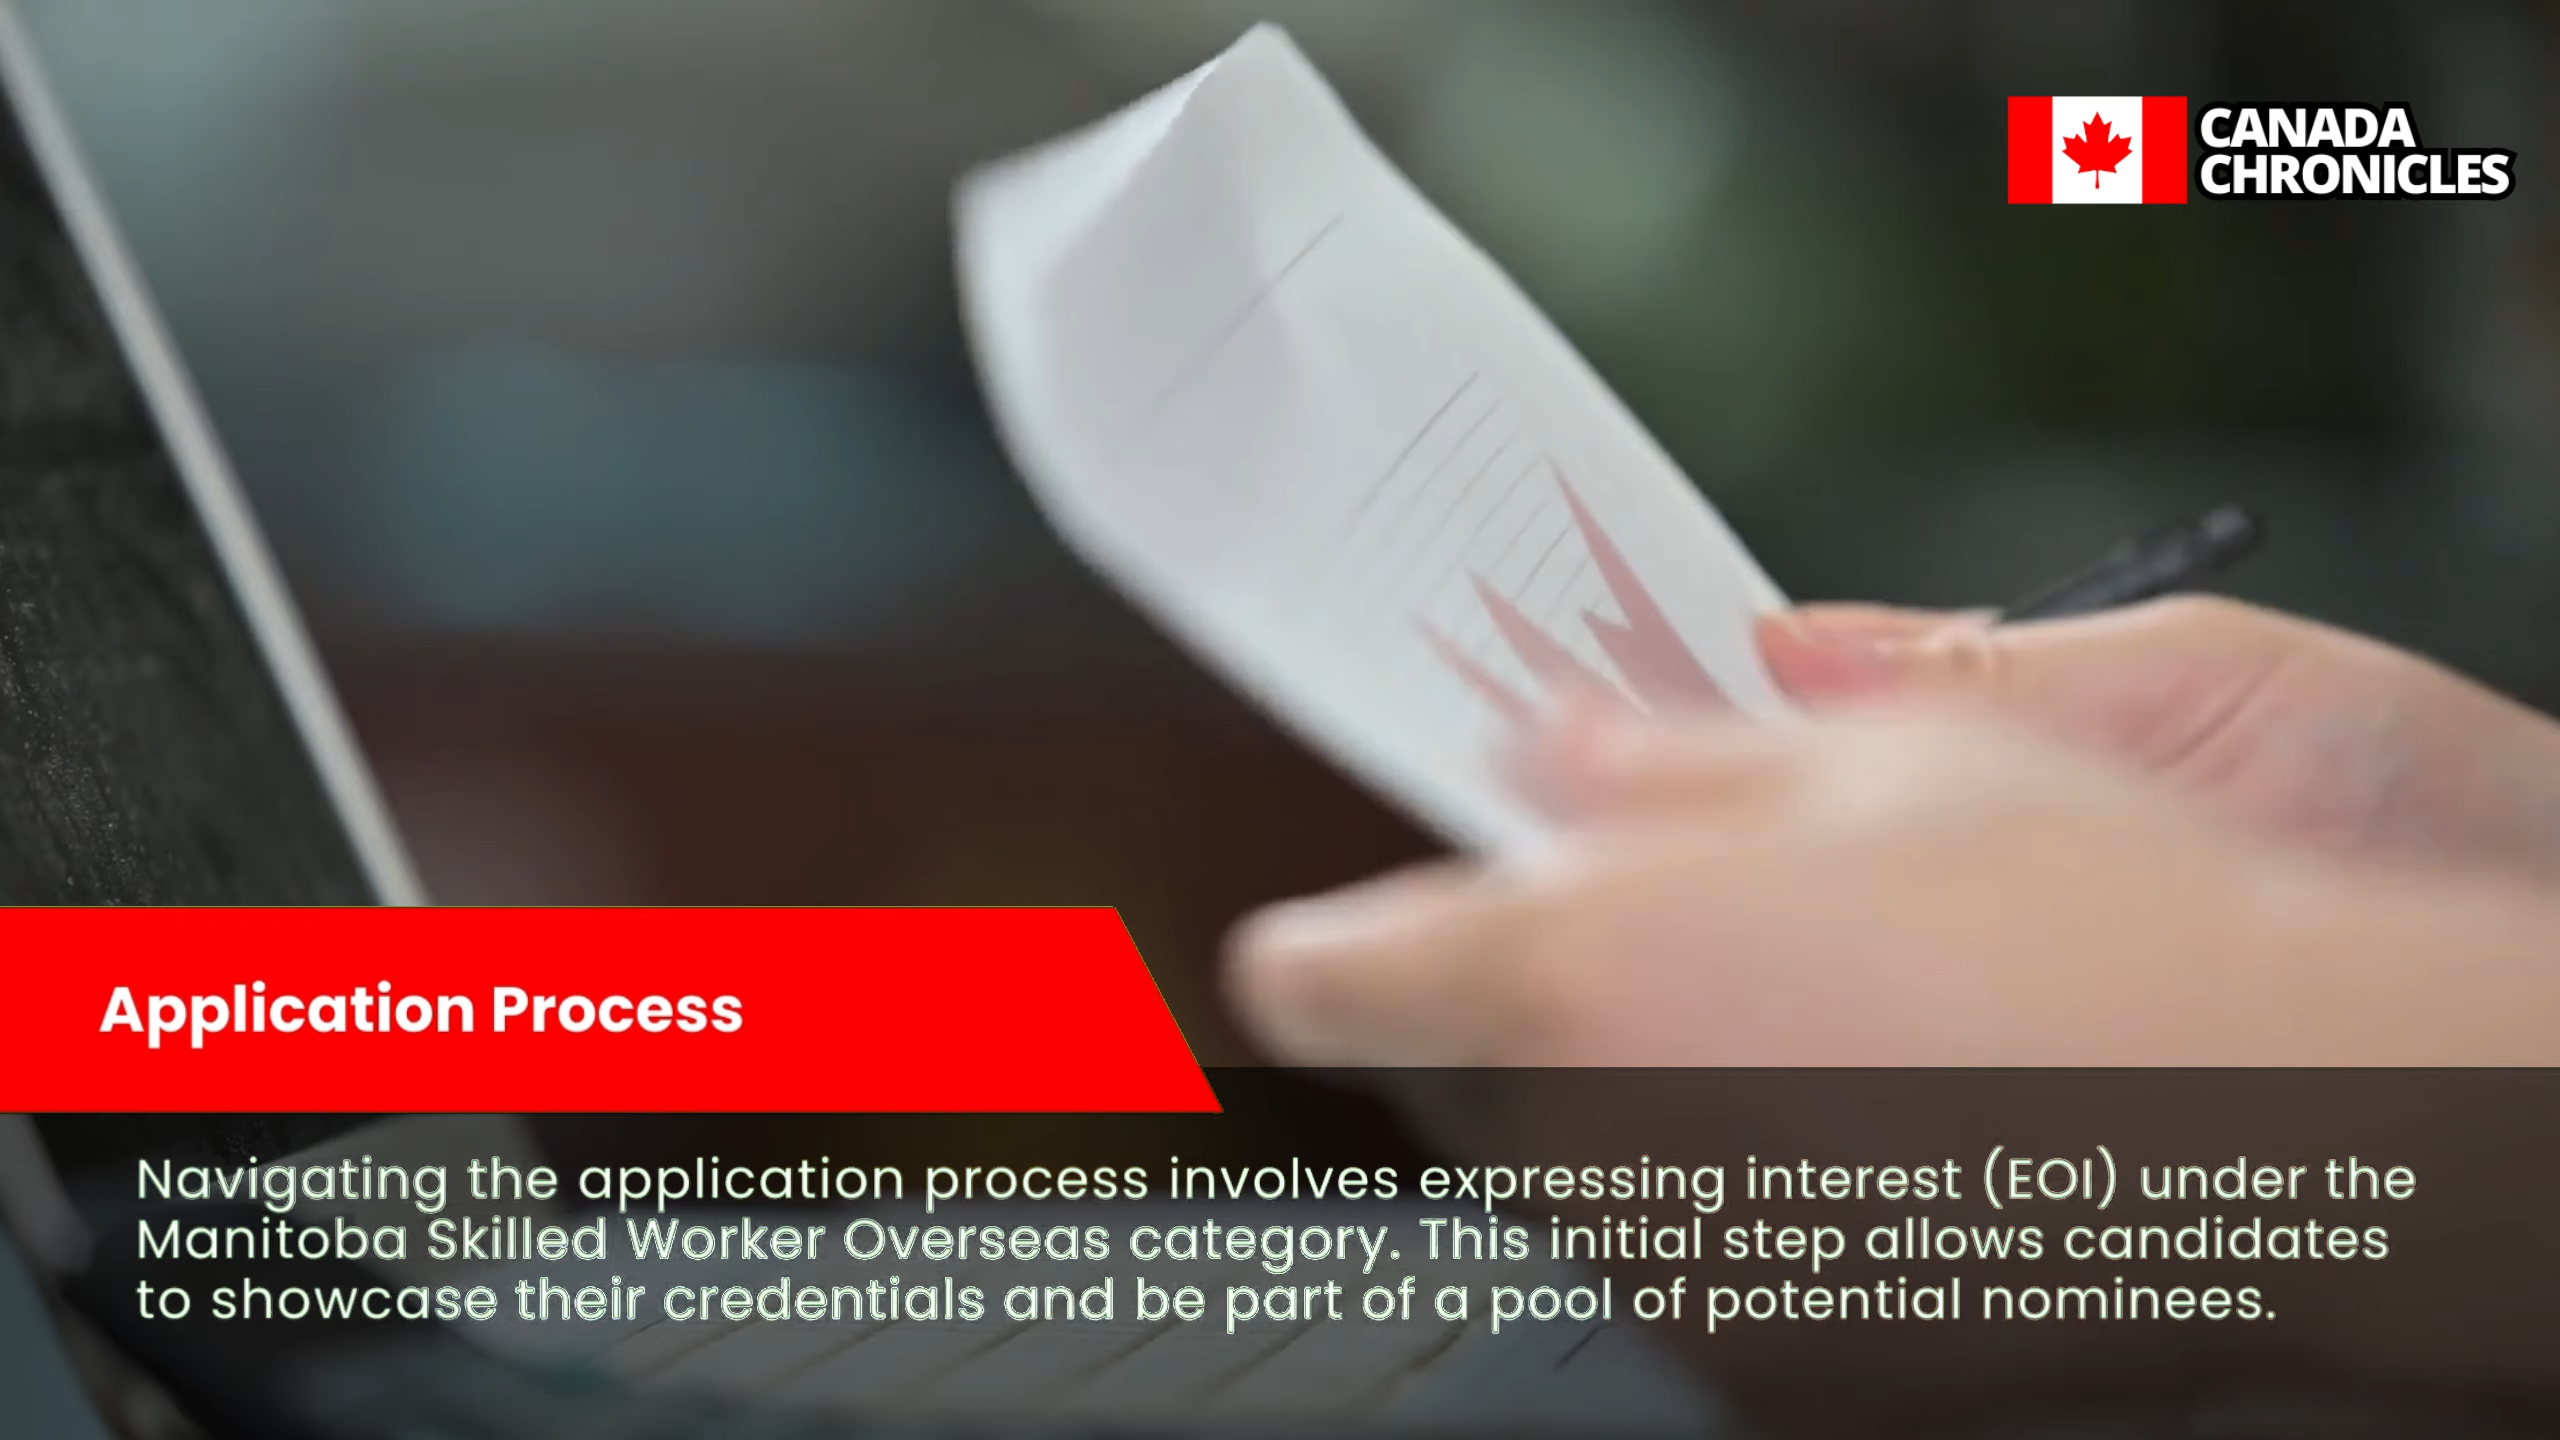 CANADA
CHRONICLES
Application Process
Navigating the application process involves expressing interest (EOI) under the
Manitoba Skilled Worker Overseas category. This initial step allows candidates
to showcase their credentials and be part of a pool of potential nominees.